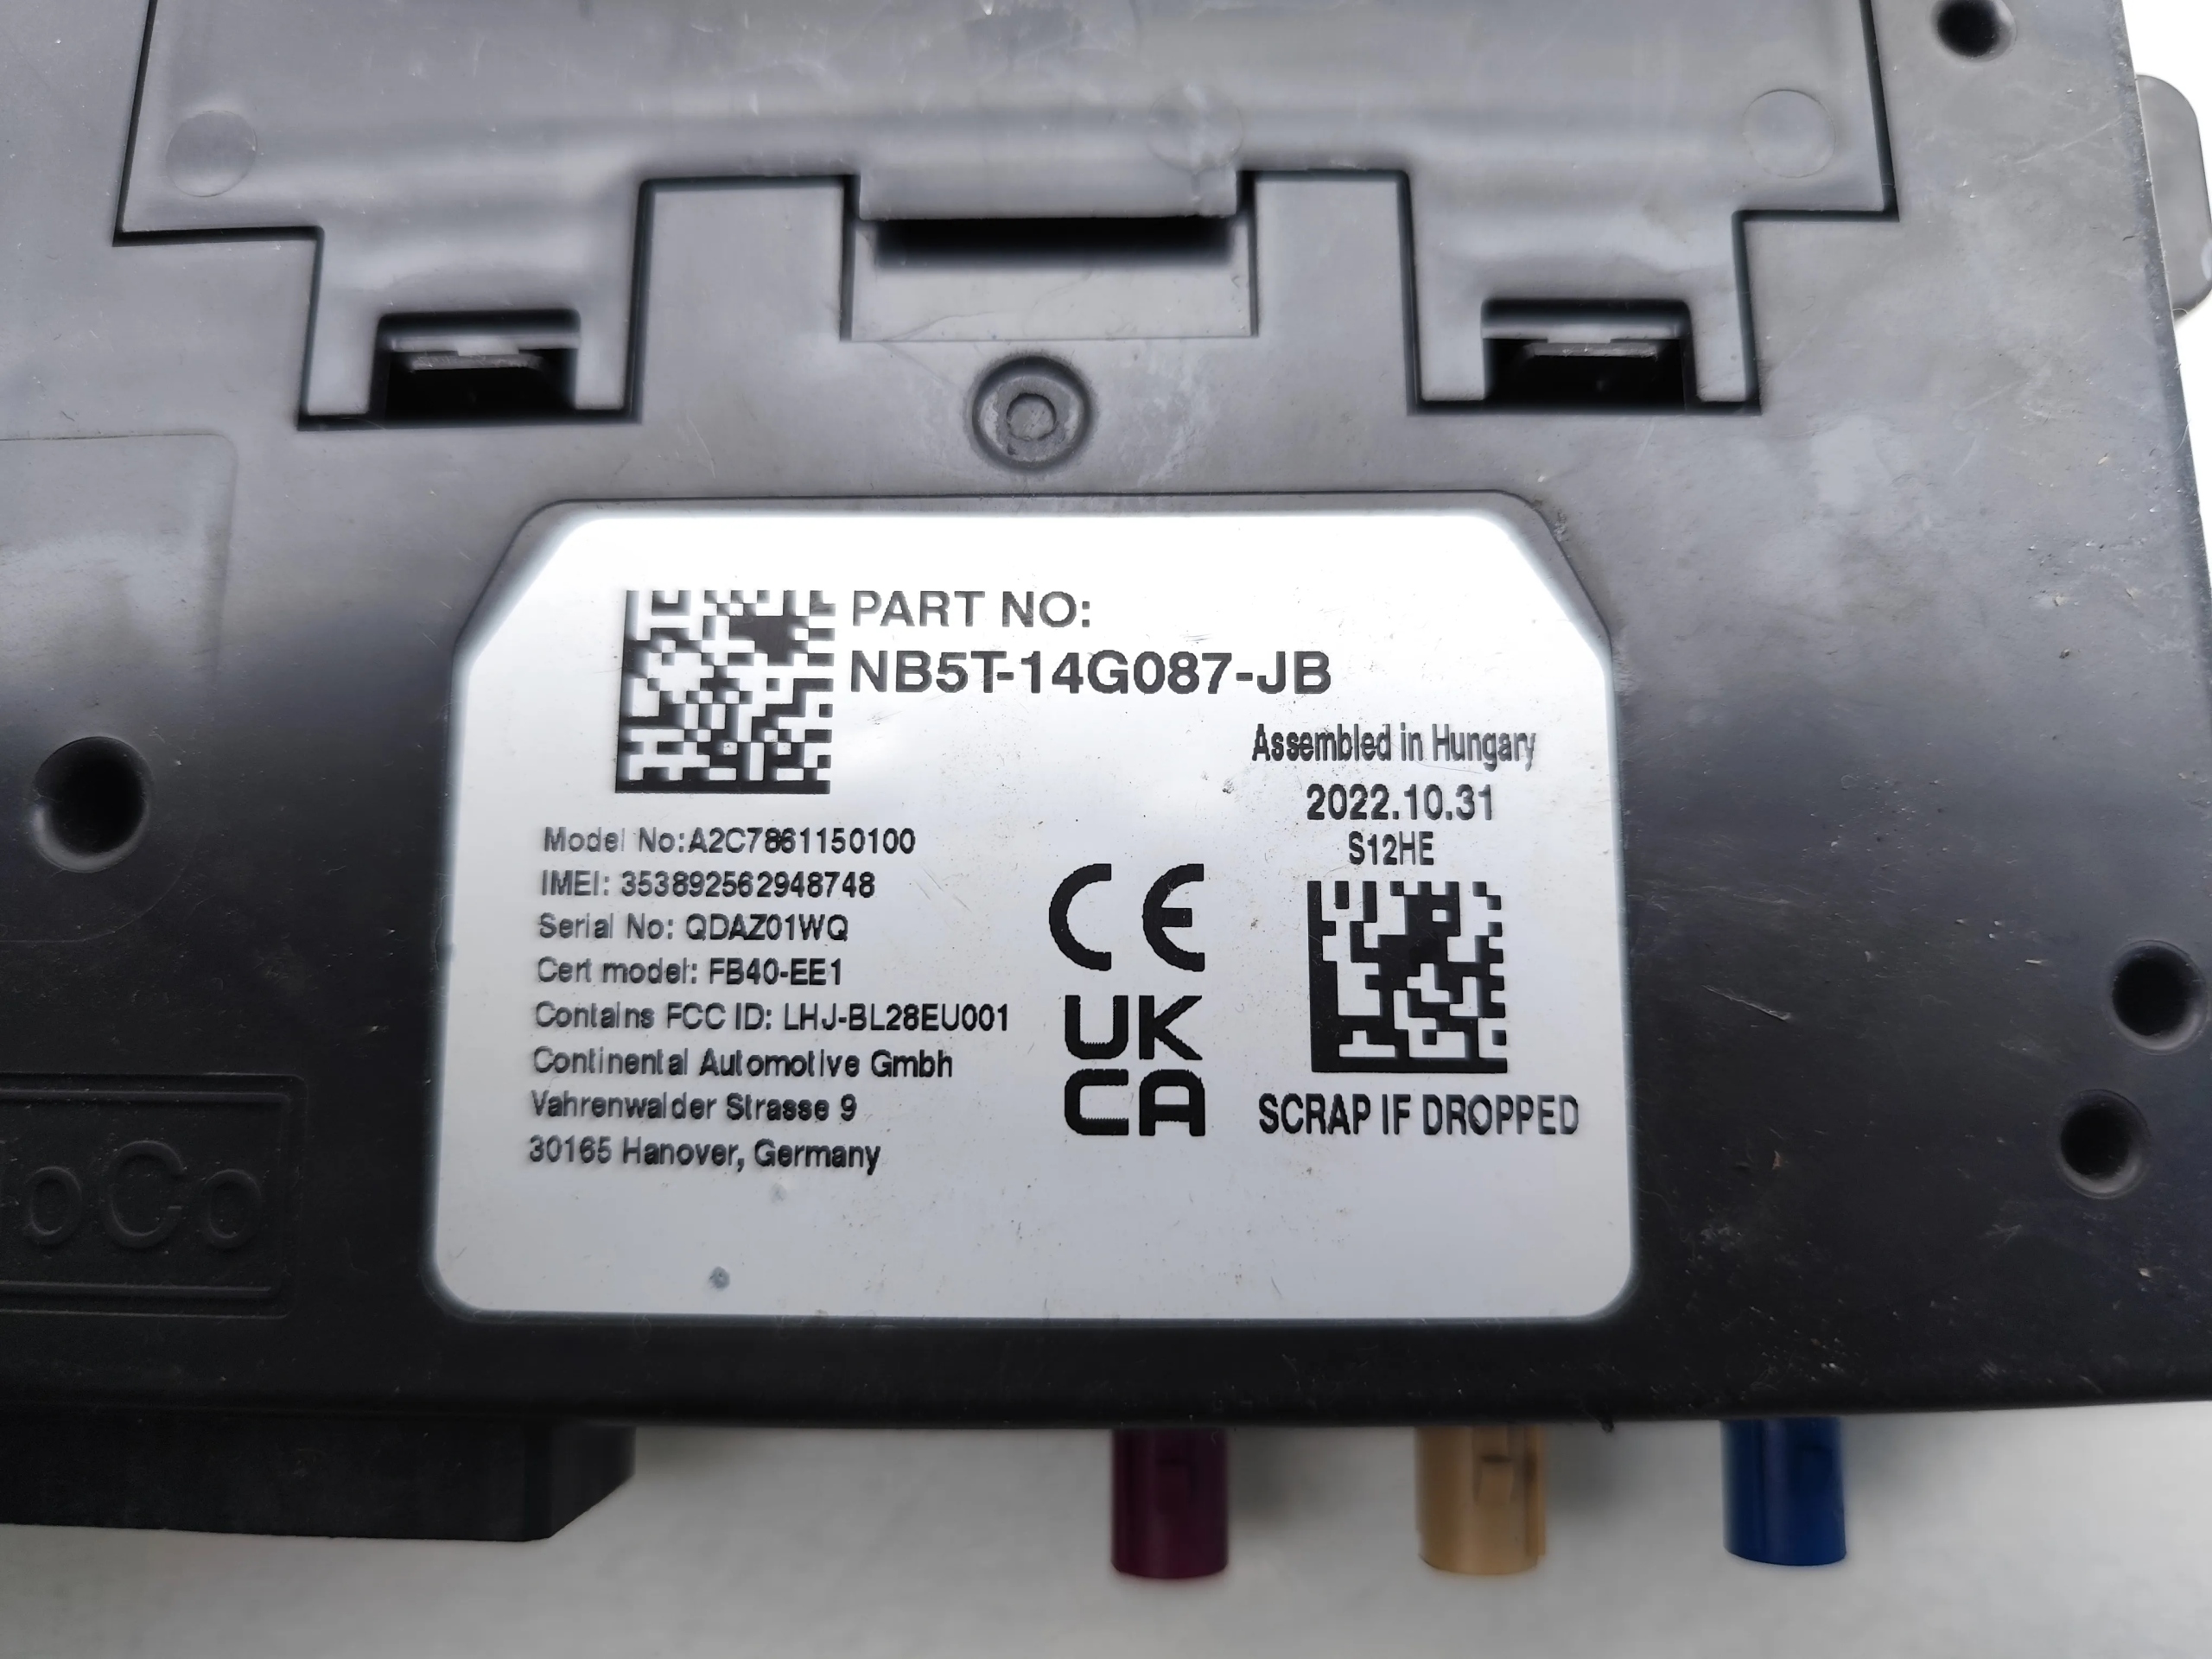 PART NO:
NB5T-14G087-JB
Assembled in Hungary
2022.10.31
S12HE
Model No:A2C7861150100
IMEI: 353892562948748
Serial No: QDAZ01WQ
Cert model: FB40-EE1
Contains FCC ID: LHJ-BL28EU001
Continental Automotive Gmbh
Vahrenwalder Strasse 9
30165 Hanover, Germany
CE
UK
CA
SCRAP IF DROPPED
oCo